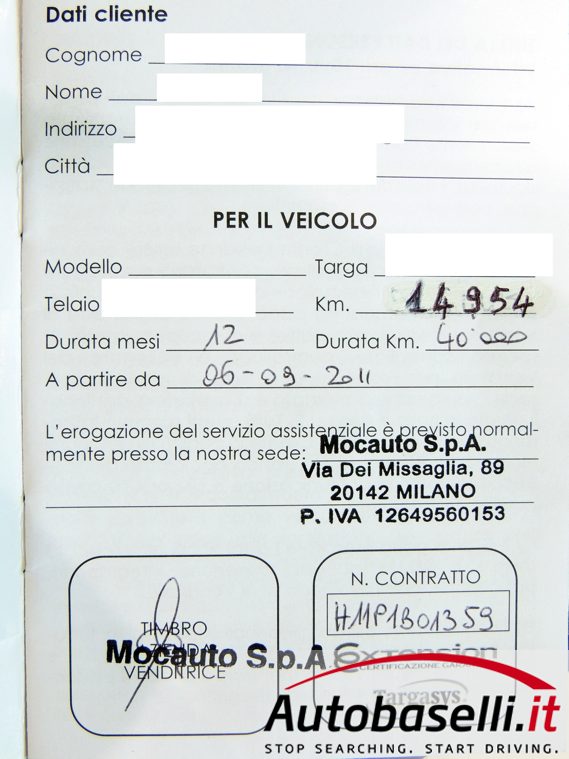 Dati cliente
Cognome
Nome
Indirizzo
Città
PER IL VEICOLO
Modello Targa
Telaio Km. 14954
Durata mesi 12 Durata Km. 40000
A partire da 06-09-2011
L'erogazione del servizio assistenziale è previsto normal-
mente presso la nostra sede: Mocauto S.p.A.
Via Dei Missaglia, 89
20142 MILANO
P. IVA 12649560153
N. CONTRATTO
HMP1B01359
TIMBRO
AZIENDA
Mocauto S.p.A
VENDITRICE
Extension
CERTIFICAZIONE GARANZIA
Targasys.
Autobaselli.it
STOP SEARCHING. START DRIVING.